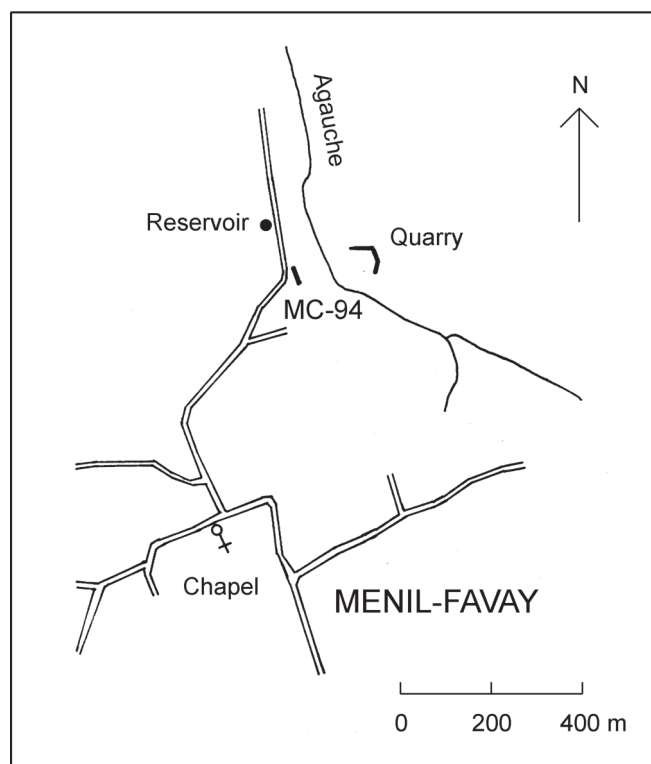 Agauche
N
Reservoir
Quarry
MC-94
Chapel
MENIL-FAVAY
0 200 400 m